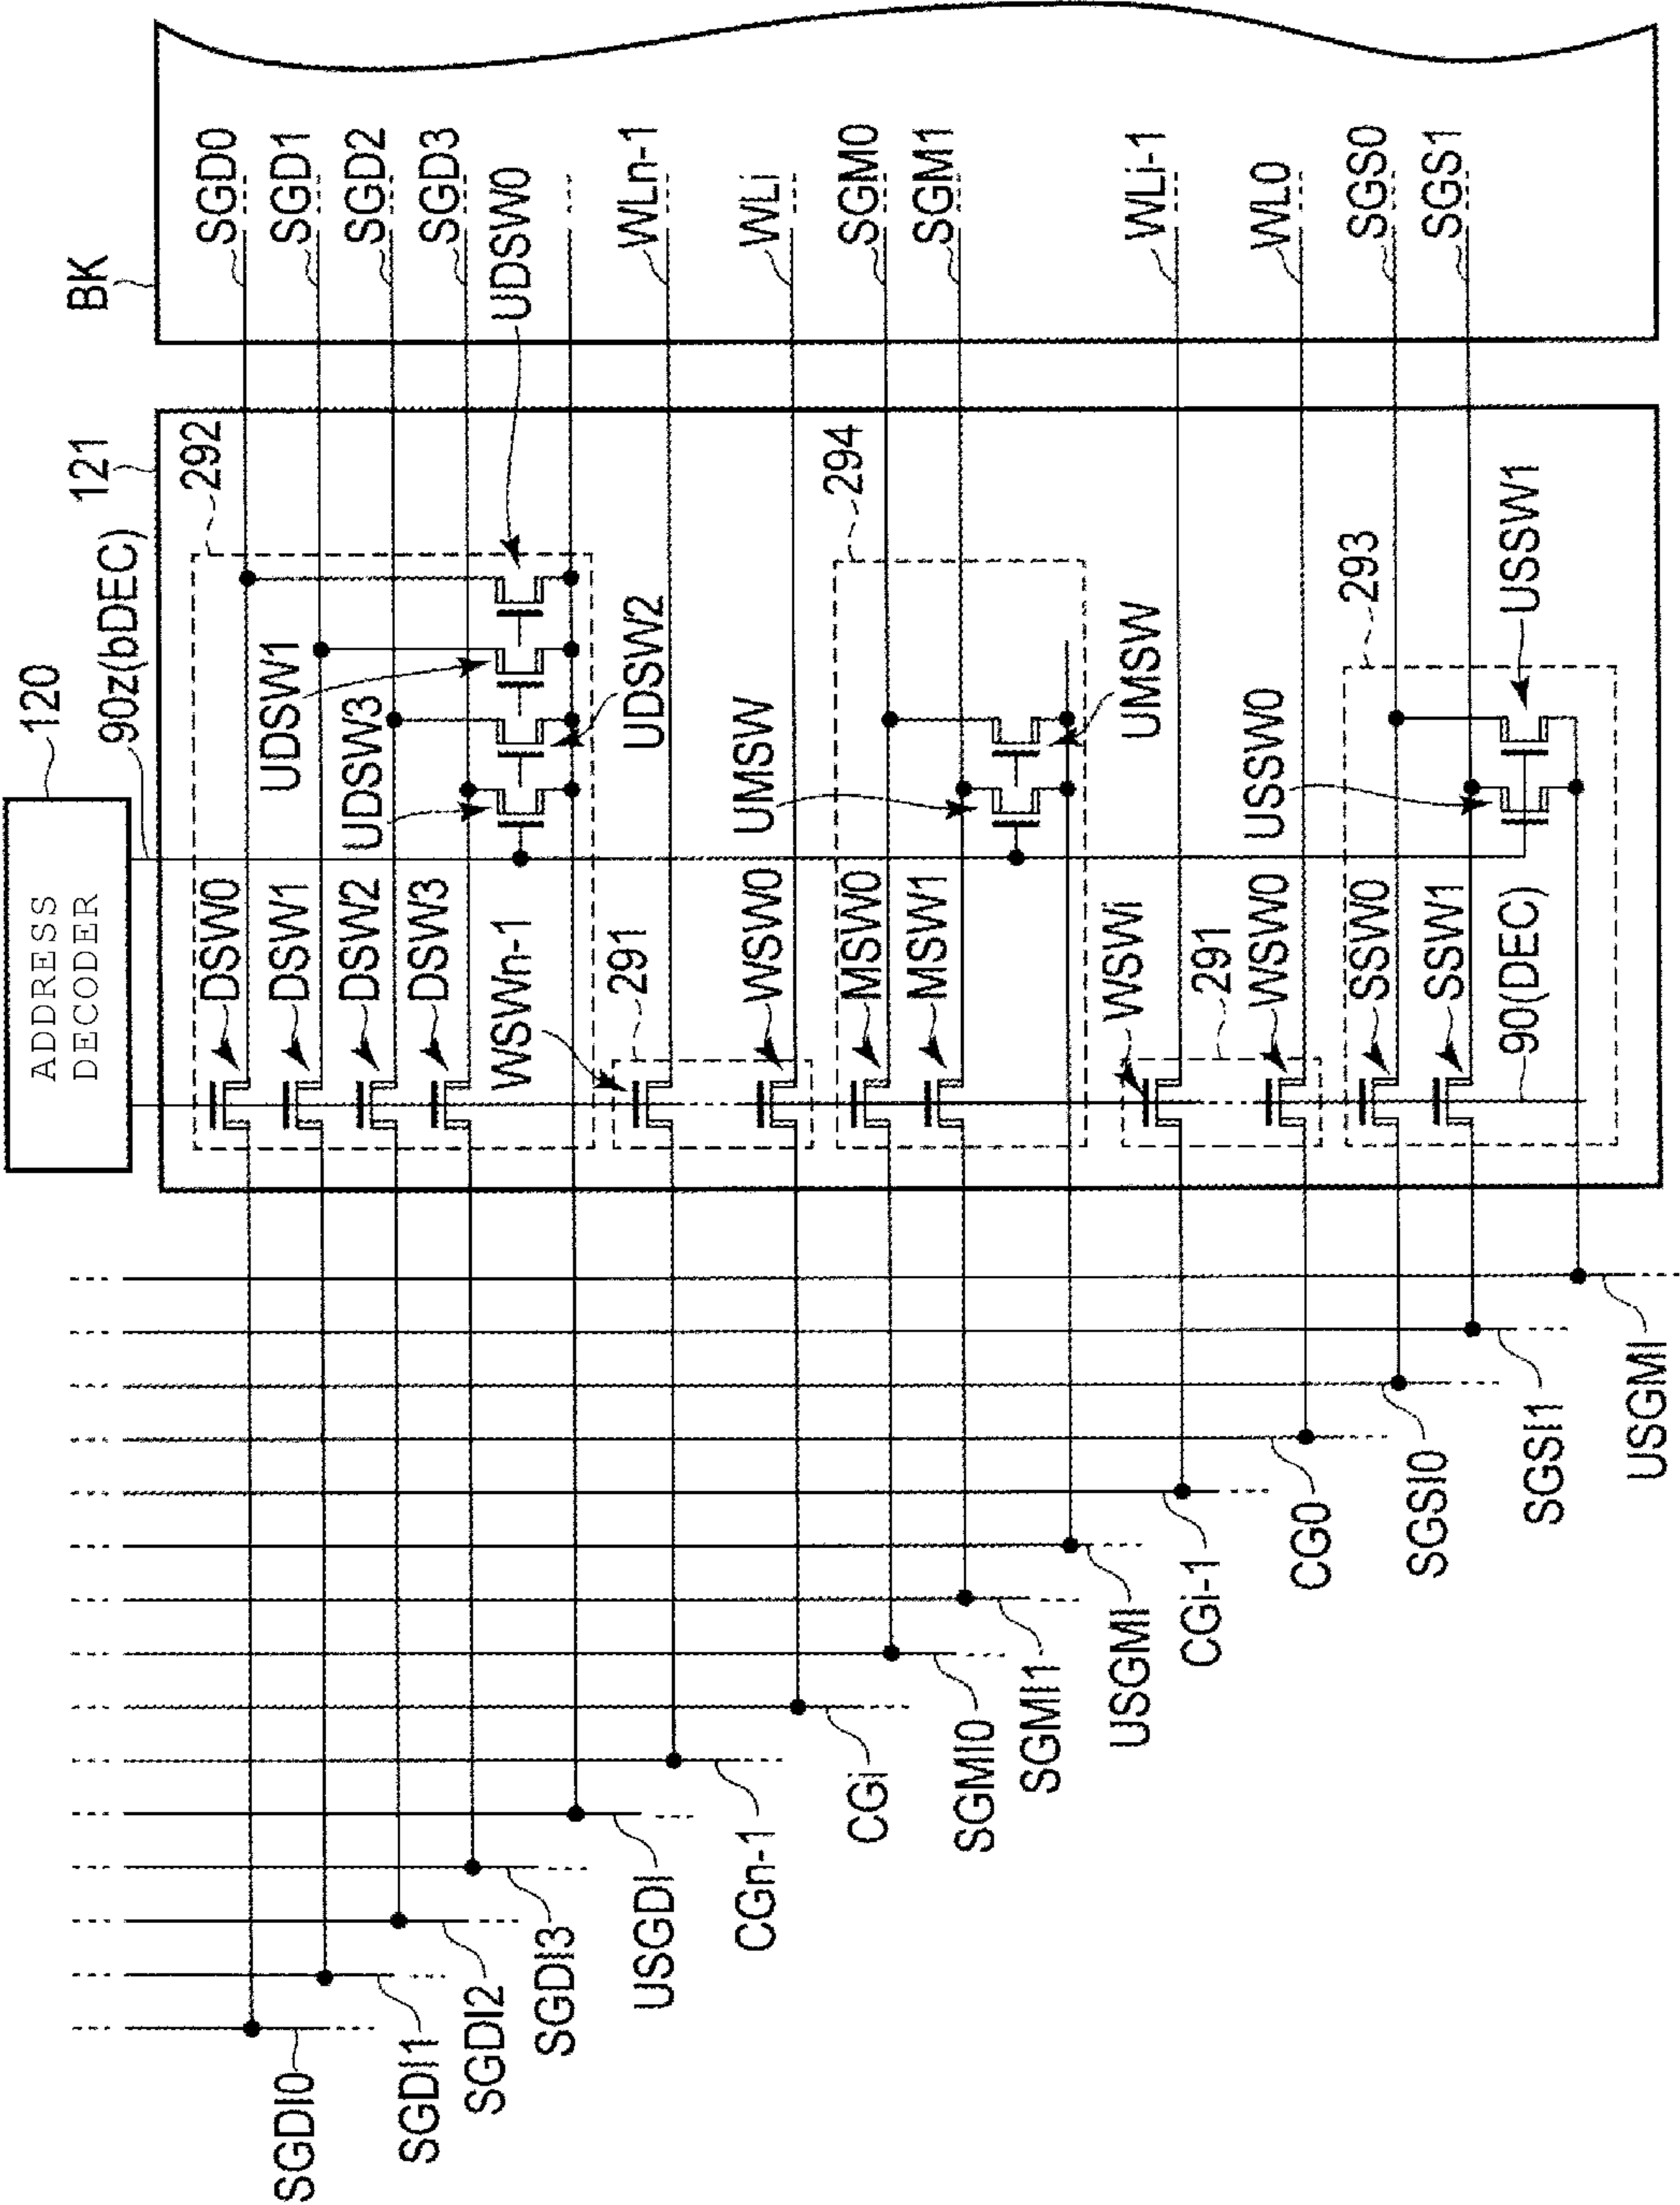 BK
SGD0
SGD1
SGD2
SGD3
UDSW0
WLn-1
WLi
SGM0
SGM1
WLi-1
WL0
SGS0
SGS1
121
292
294
293
120
90z(bDEC)
ADDRESS
DECODER
UDSW1
UDSW3
UDSW2
UMSW
UMSW
USSW0
USSW1
DSW0
DSW1
DSW2
DSW3
WSWn-1
291
WSW0
MSW0
MSW1
WSWi
291
WSW0
SSW0
SSW1
90(DEC)
SGDI0
SGDI1
SGDI2
SGDI3
USGDI
CGn-1
CGi
SGMI0
SGMI1
USGMI
CGi-1
CG0
SGSI0
SGSI1
USGMI